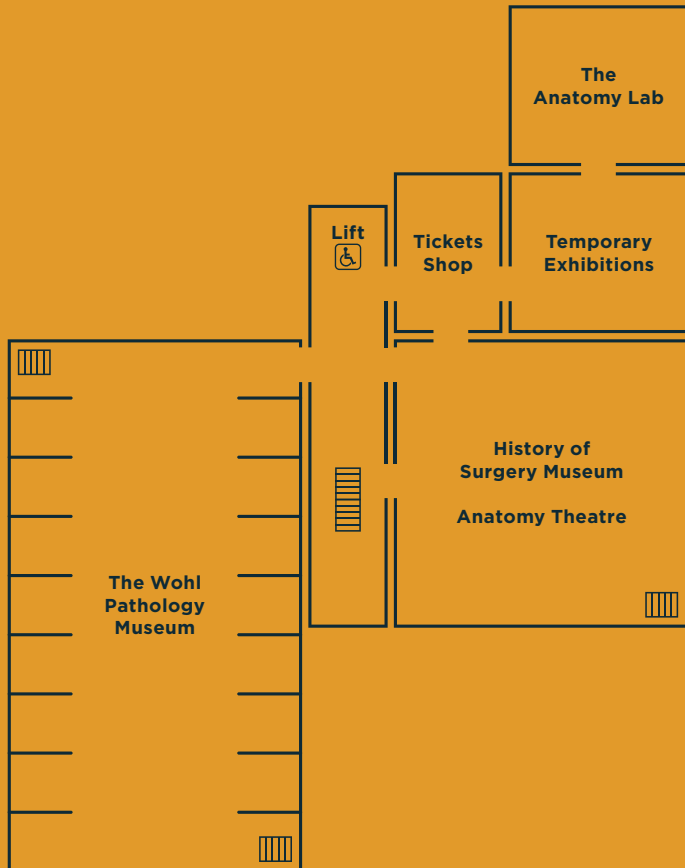 The
Anatomy Lab
Lift
Tickets
Shop
Temporary
Exhibitions
History of
Surgery Museum
Anatomy Theatre
The Wohl
Pathology
Museum